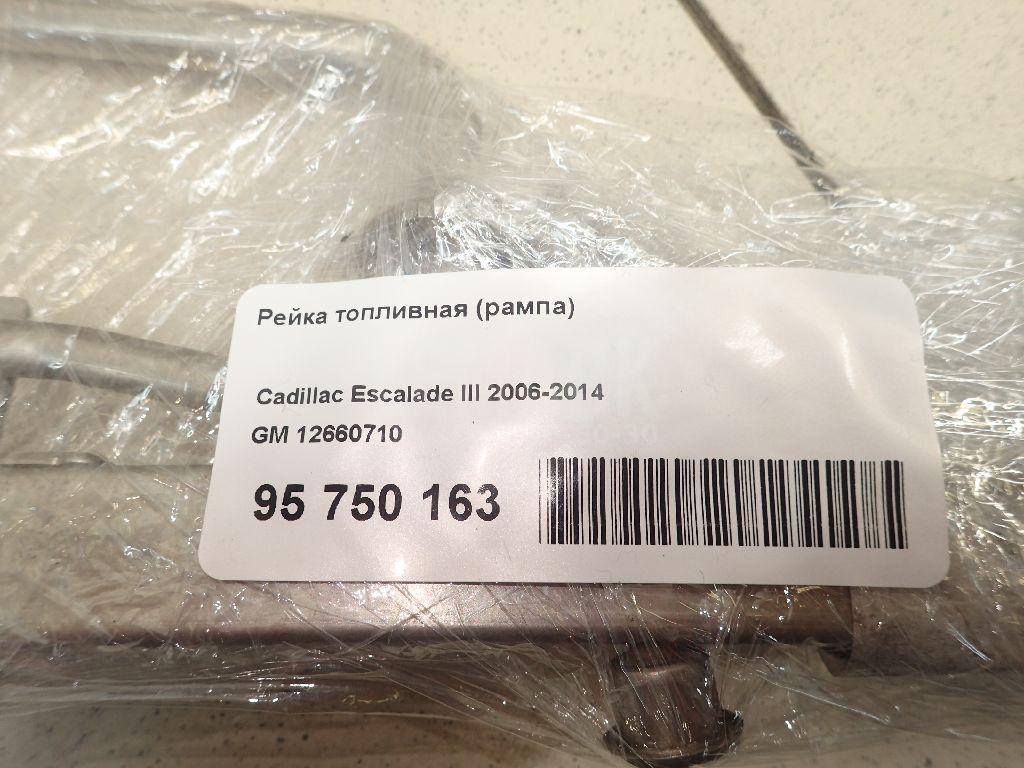 Рейка топливная (рампа)
Cadillac Escalade III 2006-2014
GM 12660710
95 750 163